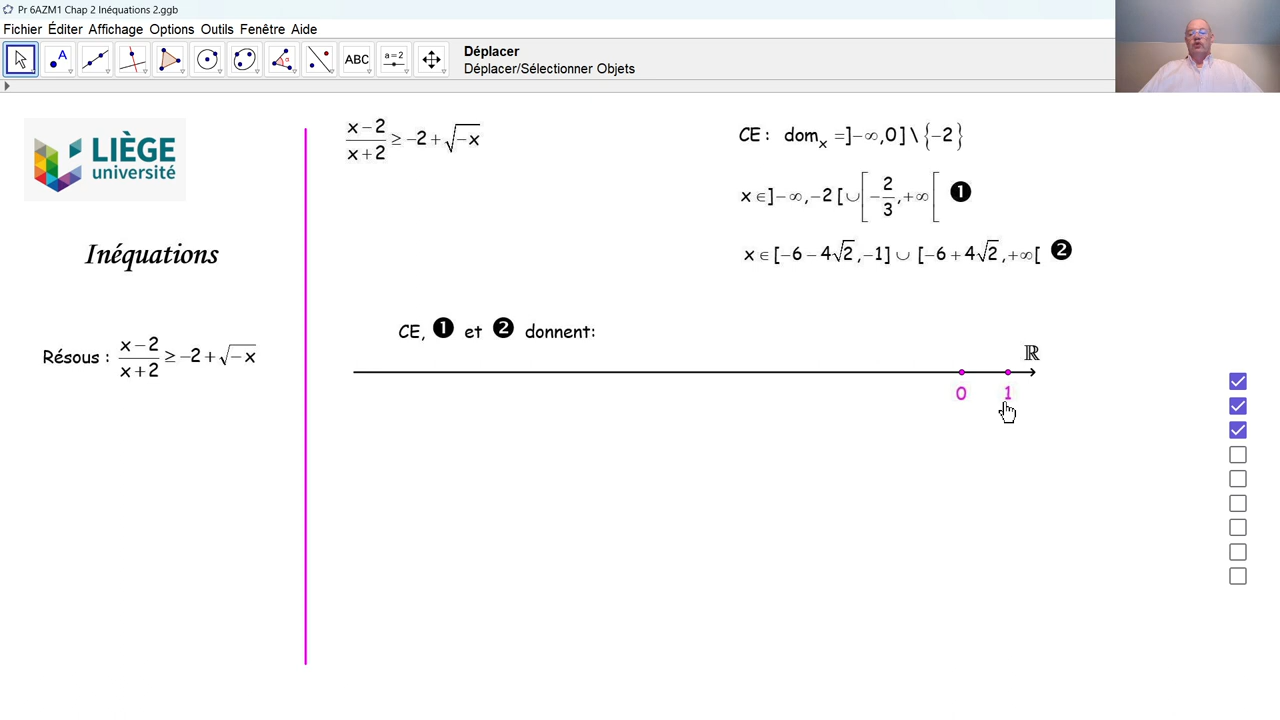 Pr 6AZM1 Chap 2 Inéquations 2.ggb
Fichier Éditer Affichage Options Outils Fenêtre Aide
A
ABC
a=2
Déplacer
Déplacer/Sélectionner Objets
LIÈGE
université
Inéquations
Résous : (x−2)/(x+2) ≥ −2+√−x
(x−2)/(x+2) ≥ −2+√−x
CE : dom_x =]−∞,0]\{−2}
x∈]−∞,−2[∪[−2/3,+∞[ ❶
x∈[−6−4√2,−1]∪[−6+4√2,+∞[ ❷
CE, ❶ et ❷ donnent:
ℝ
0 1